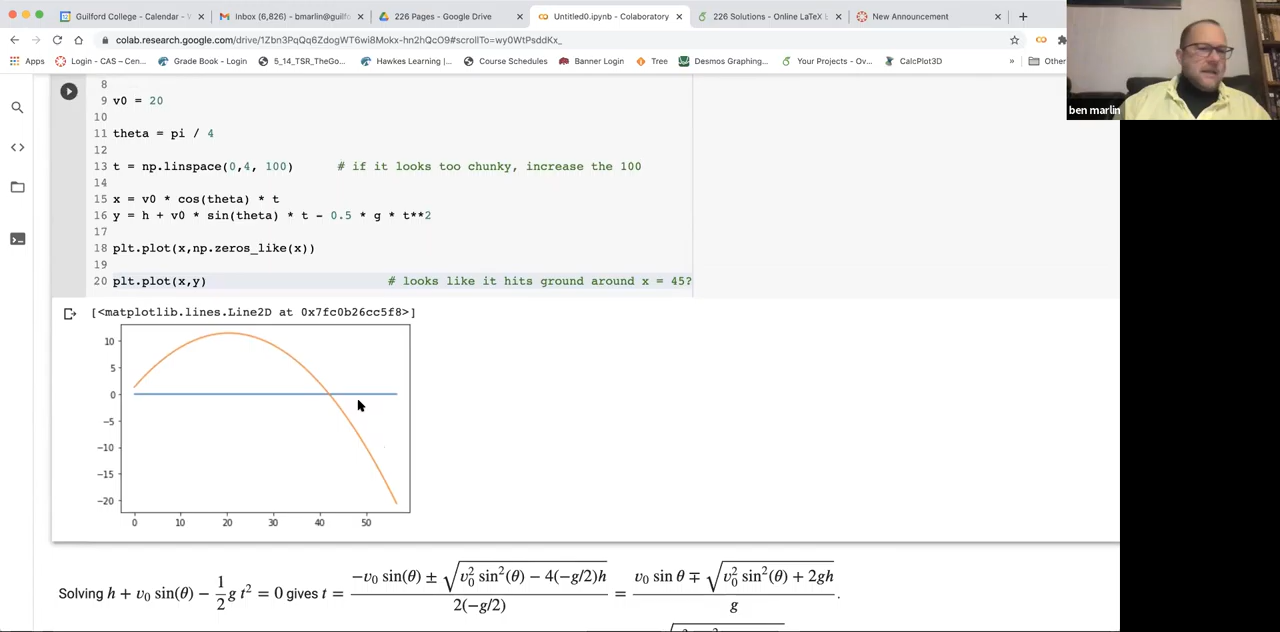 Guilford College - Calendar - V
Inbox (6,826) - bmarlin@guilfo
226 Pages - Google Drive
Untitled0.ipynb - Colaboratory
226 Solutions - Online LaTeX E
New Announcement
colab.research.google.com/drive/1Zbn3PqQq6ZdogWT6wi8Mokx-hn2hQcO9#scrollTo=wy0WtPsddKx_
Apps
Login - CAS – Cen...
Grade Book - Login
5_14_TSR_TheGo...
Hawkes Learning |...
Course Schedules
Banner Login
Tree
Desmos Graphing...
Your Projects - Ov...
CalcPlot3D
»
Other
ben marlin
8
9 v0 = 20
10
11 theta = pi / 4
12
13 t = np.linspace(0,4, 100) # if it looks too chunky, increase the 100
14
15 x = v0 * cos(theta) * t
16 y = h + v0 * sin(theta) * t - 0.5 * g * t**2
17
18 plt.plot(x,np.zeros_like(x))
19
20 plt.plot(x,y) # looks like it hits ground around x = 45?
[<matplotlib.lines.Line2D at 0x7fc0b26cc5f8>]
10
5
0
−5
−10
−15
−20
0 10 20 30 40 50
Solving h + v₀ sin(θ) − 1/2 g t² = 0 gives t = (−v₀ sin(θ) ± √(v₀² sin²(θ) − 4(−g/2)h)) / 2(−g/2) = (v₀ sin θ ∓ √(v₀² sin²(θ) + 2gh)) / g .